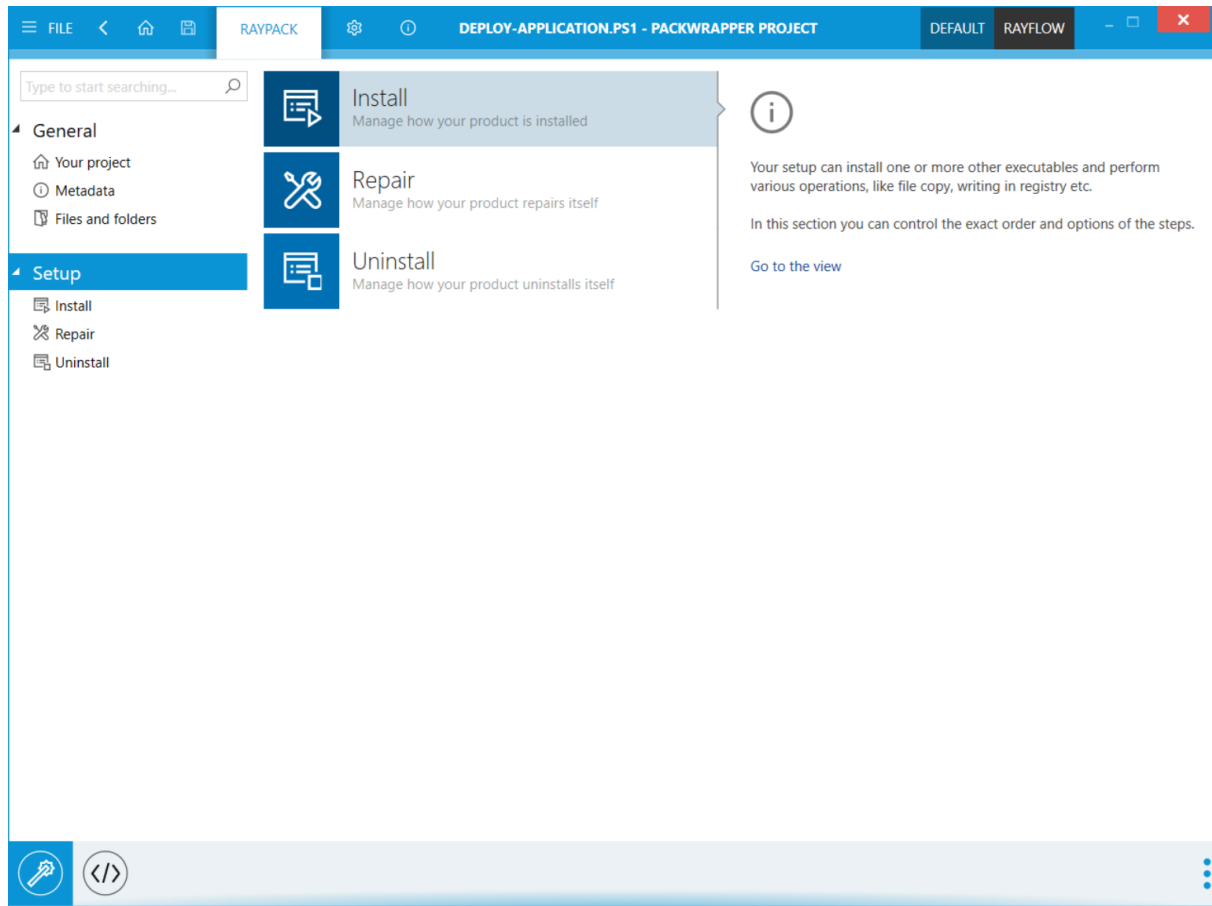 FILE
RAYPACK
DEPLOY-APPLICATION.PS1 - PACKWRAPPER PROJECT
DEFAULT
RAYFLOW
Type to start searching...
General
Your project
Metadata
Files and folders
Setup
Install
Repair
Uninstall
Install
Manage how your product is installed
Repair
Manage how your product repairs itself
Uninstall
Manage how your product uninstalls itself
Your setup can install one or more other executables and perform
various operations, like file copy, writing in registry etc.
In this section you can control the exact order and options of the steps.
Go to the view